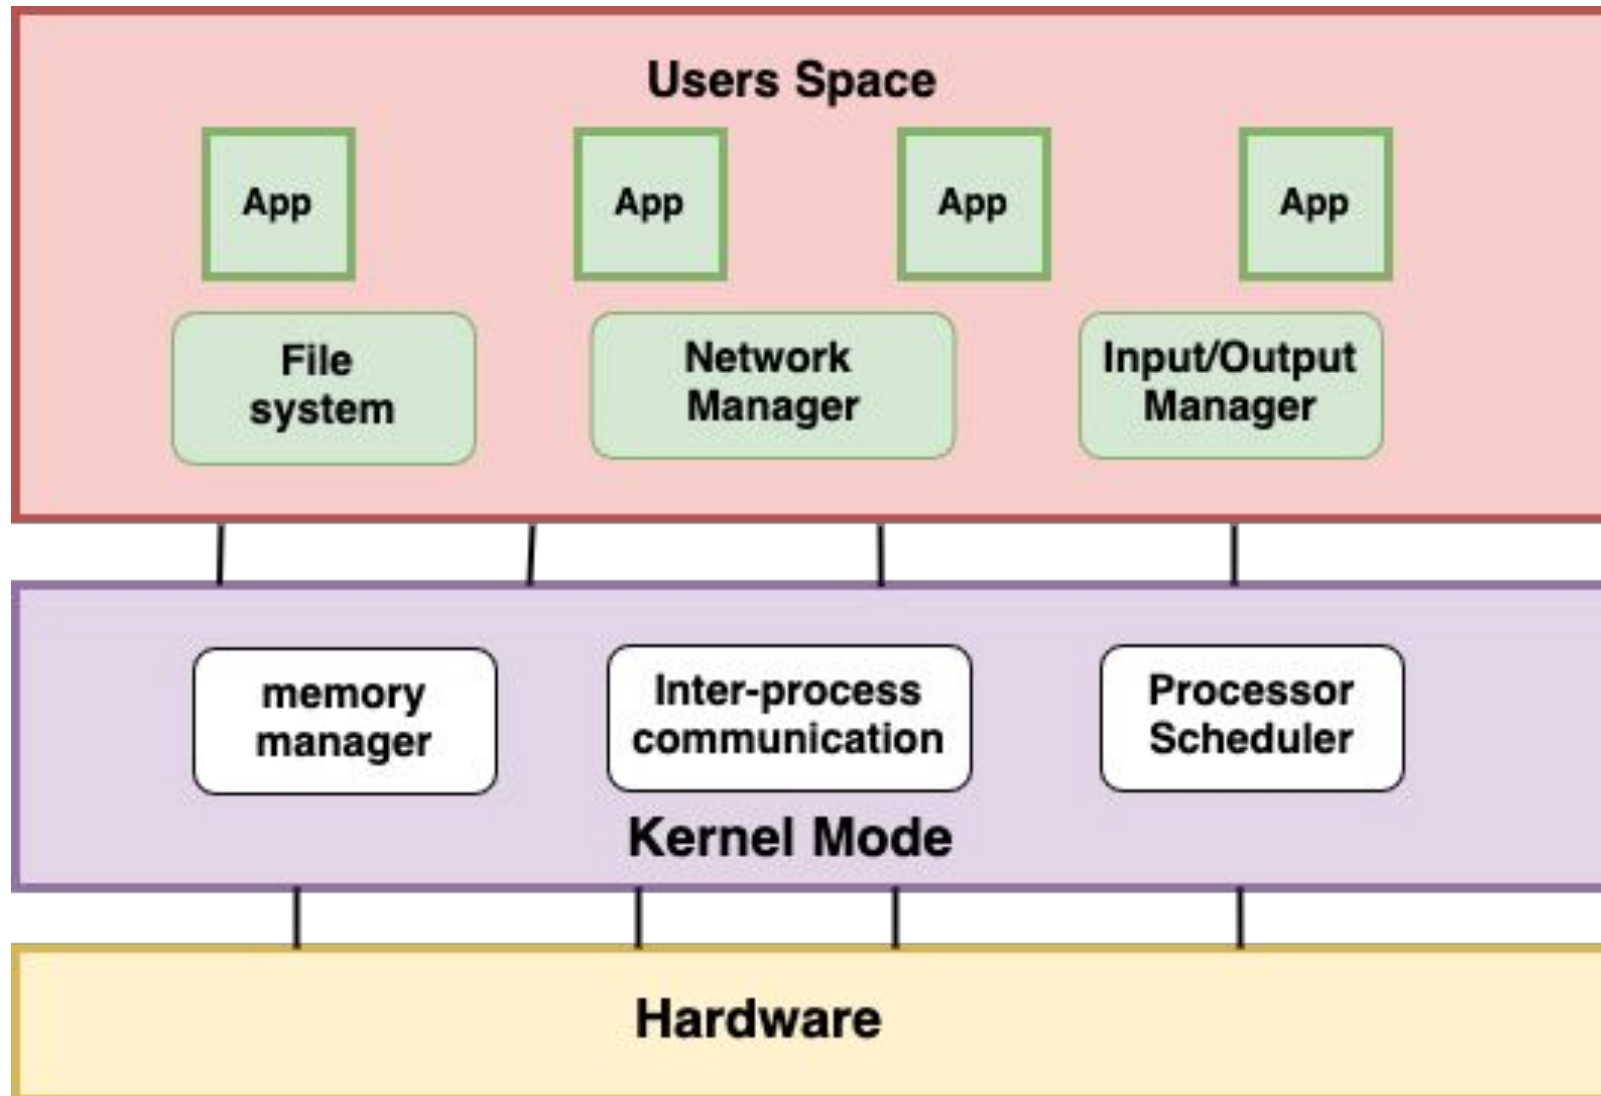 Users Space
App
App
App
App
File
system
Network
Manager
Input/Output
Manager
memory
manager
Inter-process
communication
Processor
Scheduler
Kernel Mode
Hardware